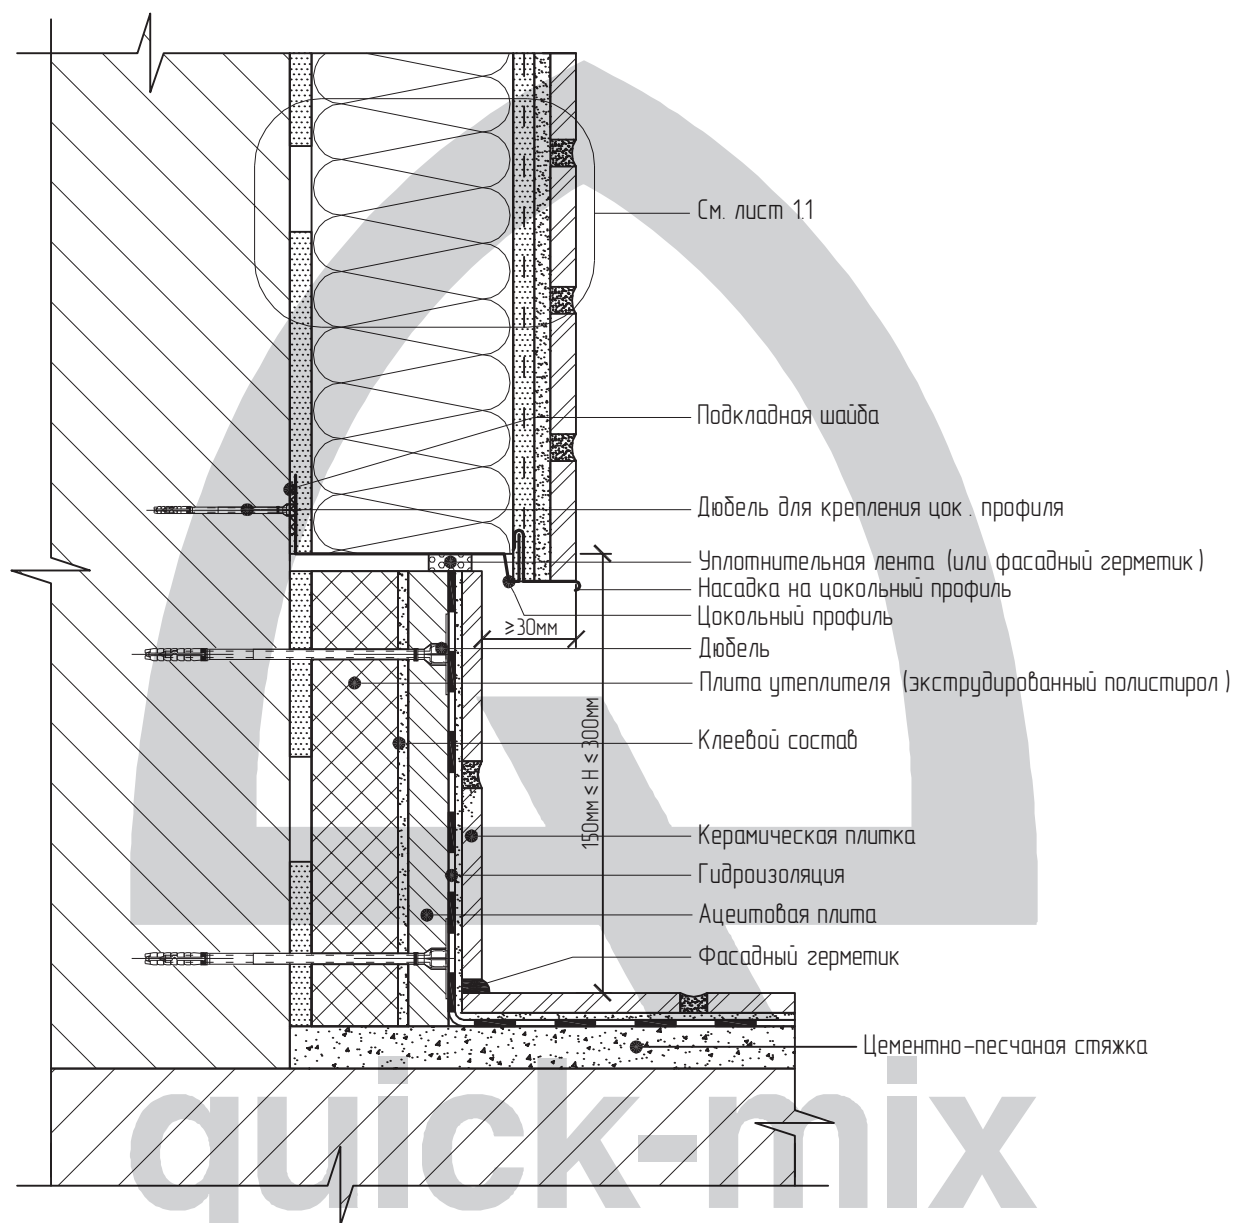 См. лист 1.1
Подкладная шайба
Дюбель для крепления цок. профиля
Уплотнительная лента (или фасадный герметик)
Насадка на цокольный профиль
Цокольный профиль
≥30мм
Дюбель
Плита утеплителя (экструдированный полистирол)
Клеевой состав
150мм ≤ Н ≤ 300мм
Керамическая плитка
Гидроизоляция
Ацеитовая плита
Фасадный герметик
Цементно-песчаная стяжка
quick-mix